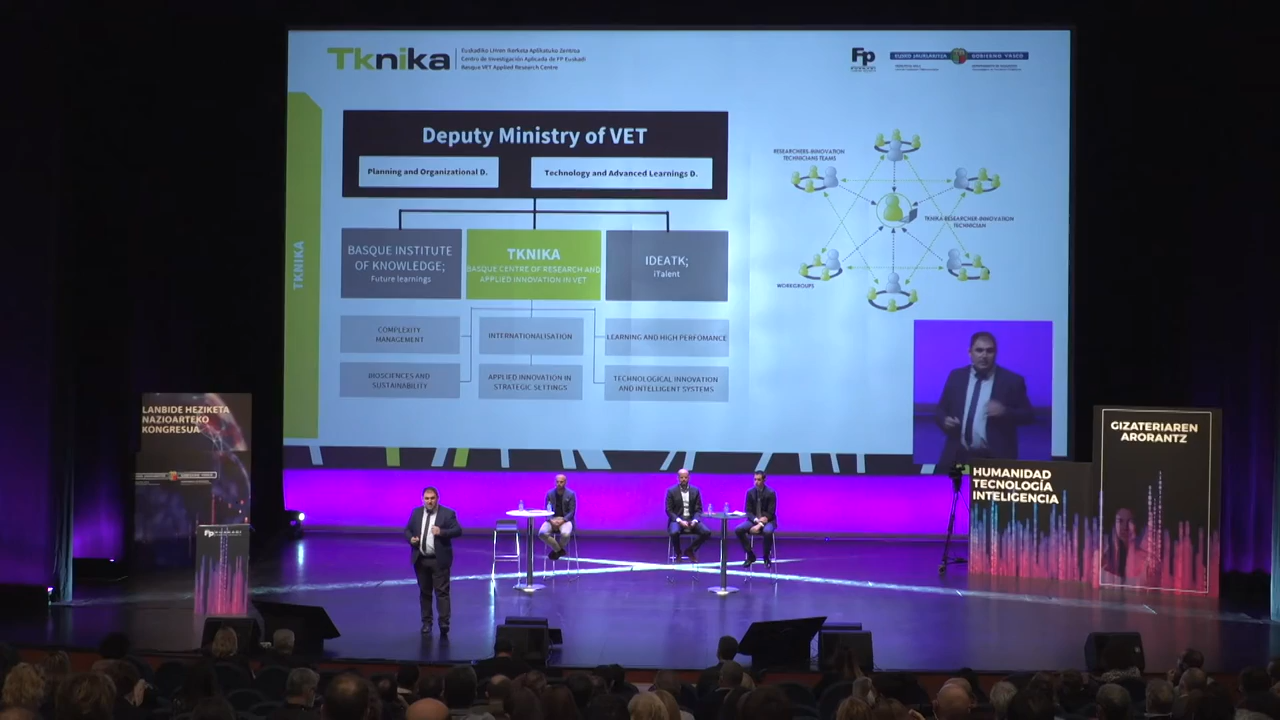 Tknika
Euskadiko LHren Ikerketa Aplikatuko Zentroa
Centro de Investigación Aplicada de FP Euskadi
Basque VET Applied Research Centre
Fp
EUSKO JAURLARITZA
GOBIERNO VASCO
TKNIKA
Deputy Ministry of VET
Planning and Organizational D.
Technology and Advanced Learnings D.
BASQUE INSTITUTE
OF KNOWLEDGE;
Future learnings
TKNIKA
BASQUE CENTRE OF RESEARCH AND
APPLIED INNOVATION IN VET
IDEATK;
iTalent
COMPLEXITY
MANAGEMENT
INTERNATIONALISATION
LEARNING AND HIGH PERFOMANCE
BIOSCIENCES AND
SUSTAINABILITY
APPLIED INNOVATION IN
STRATEGIC SETTINGS
TECHNOLOGICAL INNOVATION
AND INTELLIGENT SYSTEMS
RESEARCHERS-INNOVATION
TECHNICIANS TEAMS
TKNIKA RESEARCHER-INNOVATION
TECHNICIAN
WORKGROUPS
LANBIDE HEZIKETA
NAZIOARTEKO
KONGRESUA
Fp
HUMANIDAD
TECNOLOGÍA
INTELIGENCIA
GIZATERIAREN
ARORANTZ